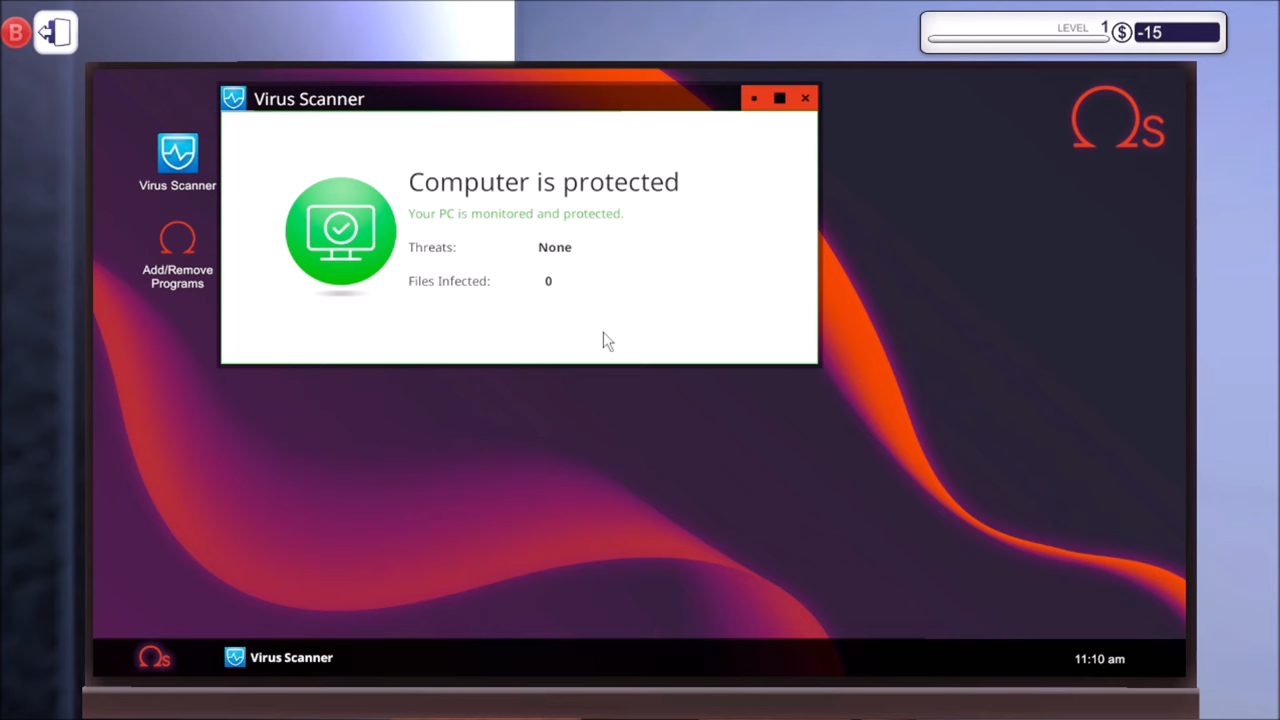 B
LEVEL 1
$ -15
Virus Scanner
Ωs
Virus Scanner
Add/Remove
Programs
Computer is protected
Your PC is monitored and protected.
Threats: None
Files Infected: 0
Ωs
Virus Scanner
11:10 am